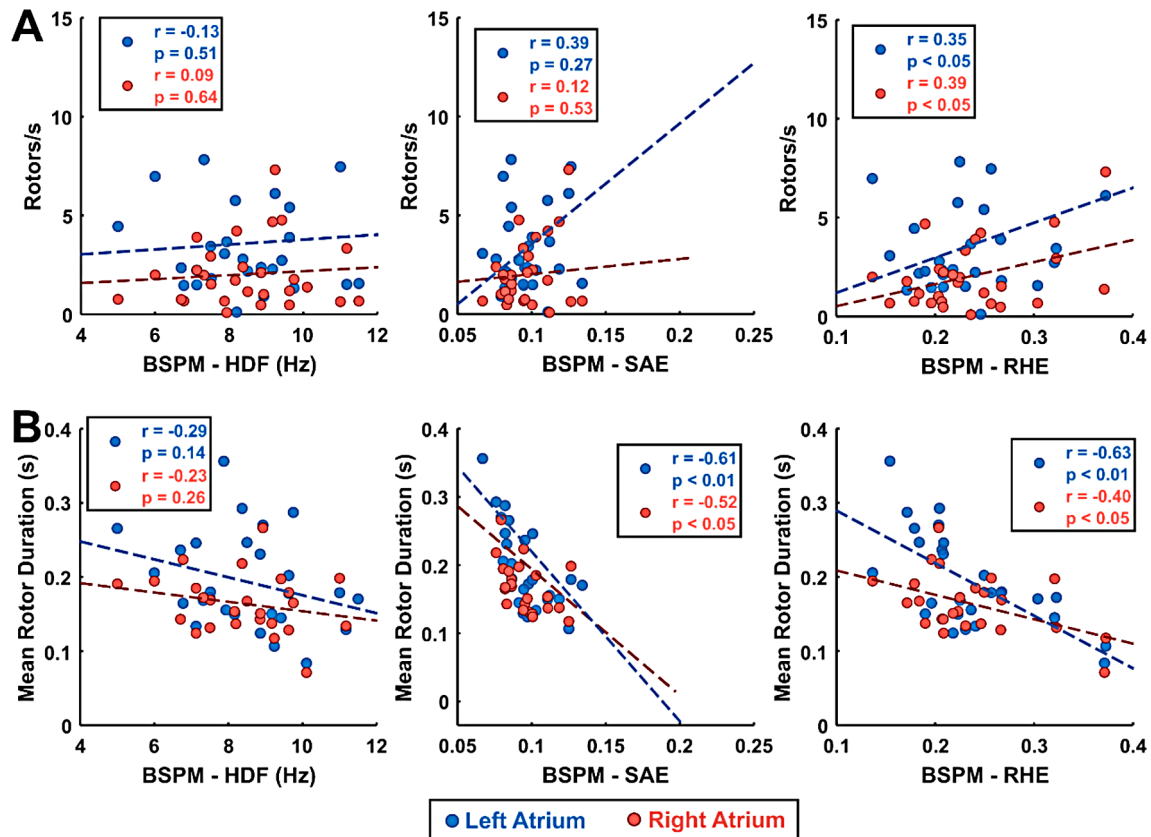 A
r = -0.13
p = 0.51
r = 0.09
p = 0.64
Rotors/s
15
10
5
0
4
6
8
10
12
BSPM - HDF (Hz)
r = 0.39
p = 0.27
r = 0.12
p = 0.53
Rotors/s
15
10
5
0
0.05
0.1
0.15
0.2
0.25
BSPM - SAE
r = 0.35
p < 0.05
r = 0.39
p < 0.05
Rotors/s
15
10
5
0
0.1
0.2
0.3
0.4
BSPM - RHE
B
r = -0.29
p = 0.14
r = -0.23
p = 0.26
Mean Rotor Duration (s)
0.4
0.3
0.2
0.1
0
4
6
8
10
12
BSPM - HDF (Hz)
r = -0.61
p < 0.01
r = -0.52
p < 0.05
Mean Rotor Duration (s)
0.4
0.3
0.2
0.1
0
0.05
0.1
0.15
0.2
0.25
BSPM - SAE
r = -0.63
p < 0.01
r = -0.40
p < 0.05
Mean Rotor Duration (s)
0.4
0.3
0.2
0.1
0
0.1
0.2
0.3
0.4
BSPM - RHE
Left Atrium
Right Atrium